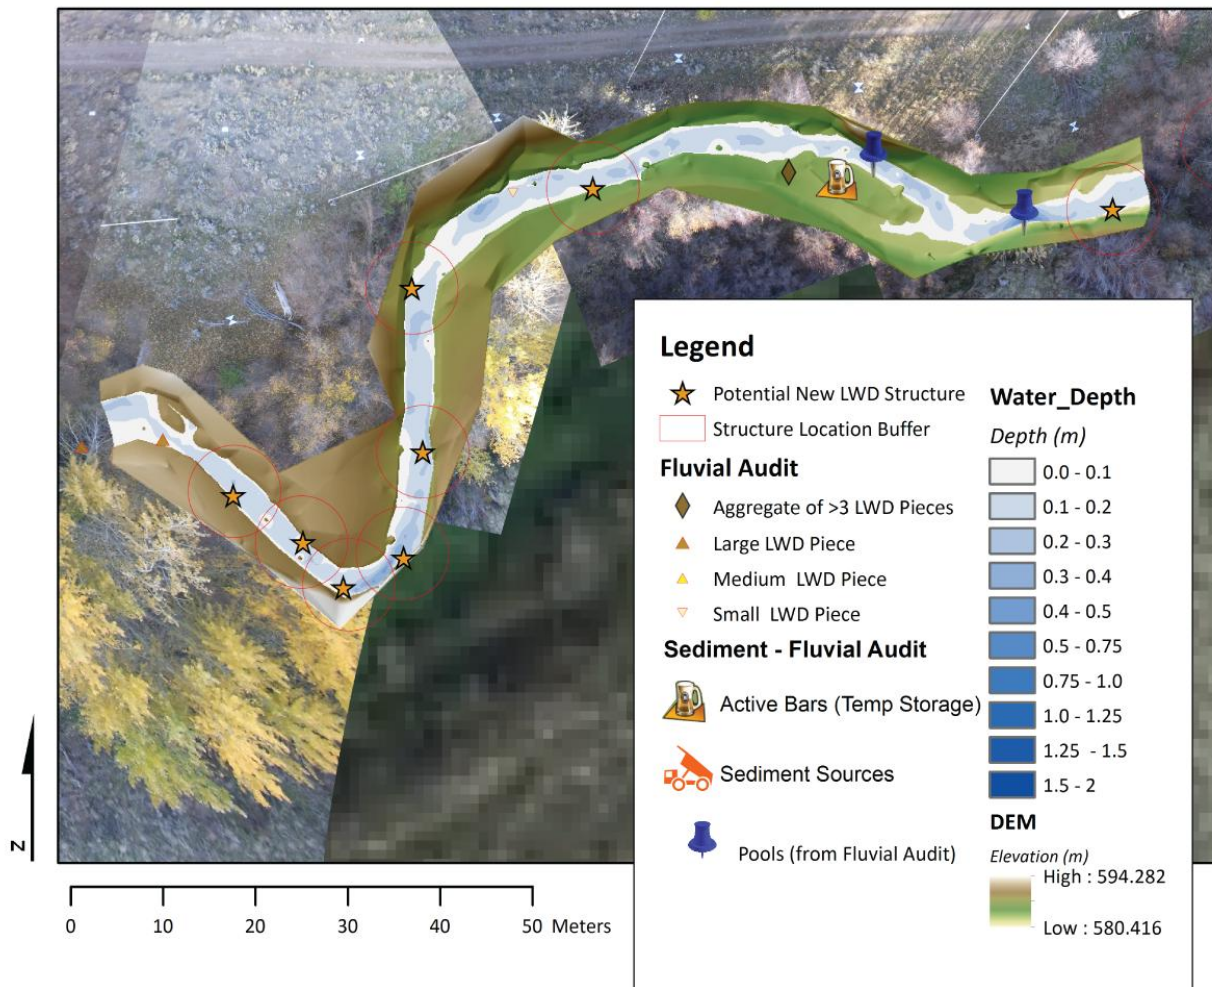 Legend
Potential New LWD Structure
Structure Location Buffer
Fluvial Audit
Aggregate of >3 LWD Pieces
Large LWD Piece
Medium LWD Piece
Small LWD Piece
Sediment - Fluvial Audit
Active Bars (Temp Storage)
Sediment Sources
Pools (from Fluvial Audit)
Water_Depth
Depth (m)
0.0 - 0.1
0.1 - 0.2
0.2 - 0.3
0.3 - 0.4
0.4 - 0.5
0.5 - 0.75
0.75 - 1.0
1.0 - 1.25
1.25 - 1.5
1.5 - 2
DEM
Elevation (m)
High : 594.282
Low : 580.416
N
0 10 20 30 40 50 Meters